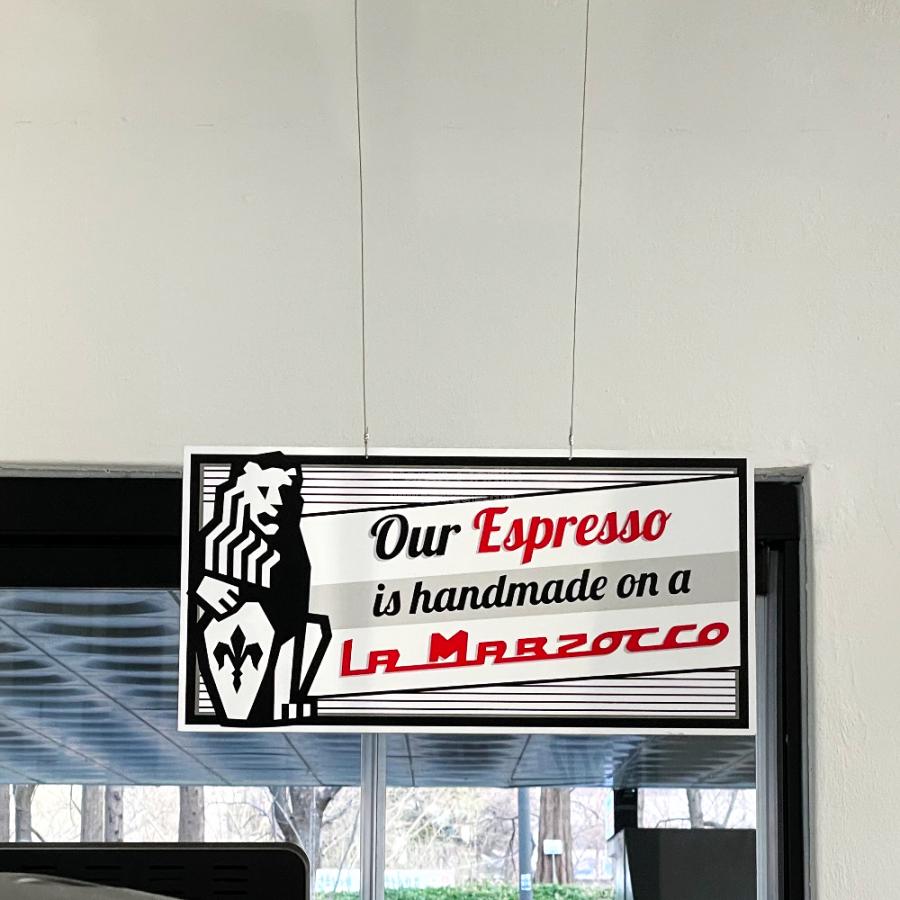 Our Espresso
is handmade on a
La Marzocco